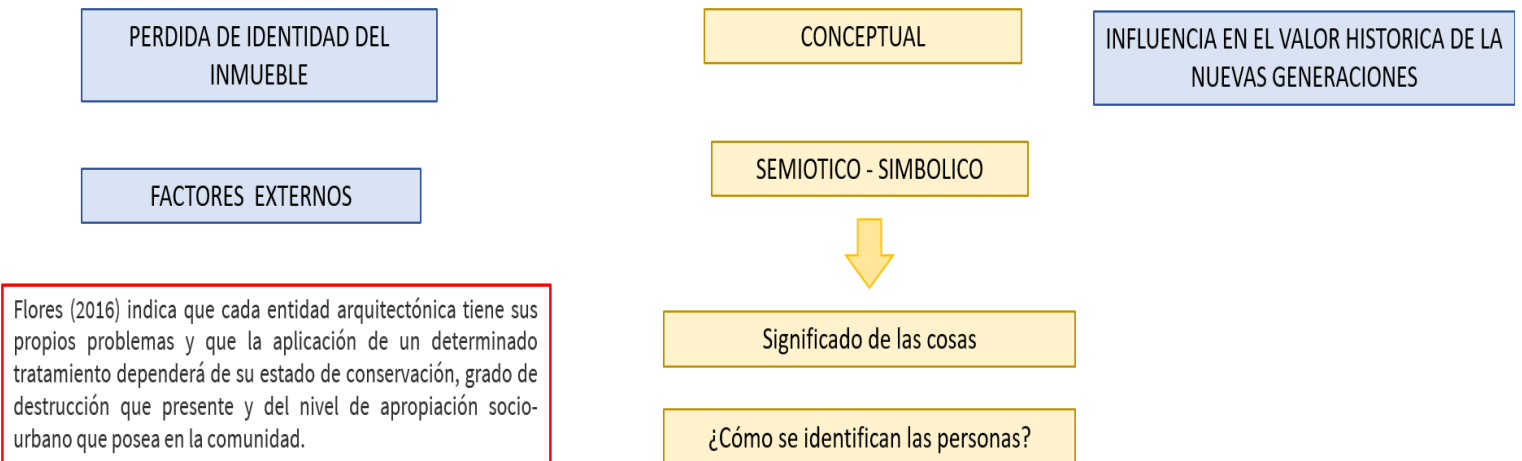 PERDIDA DE IDENTIDAD DEL
INMUEBLE
FACTORES EXTERNOS
Flores (2016) indica que cada entidad arquitectónica tiene sus
propios problemas y que la aplicación de un determinado
tratamiento dependerá de su estado de conservación, grado de
destrucción que presente y del nivel de apropiación socio-
urbano que posea en la comunidad.
CONCEPTUAL
SEMIOTICO - SIMBOLICO
Significado de las cosas
¿Cómo se identifican las personas?
INFLUENCIA EN EL VALOR HISTORICA DE LA
NUEVAS GENERACIONES